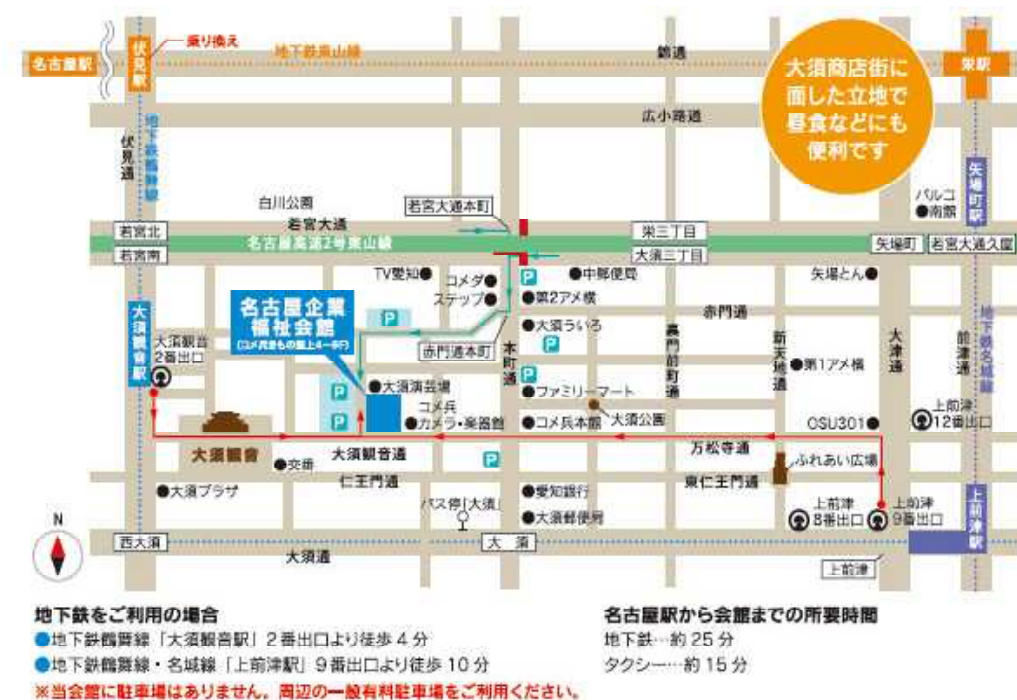 乗り換え
地下鉄東山線
錦通
名古屋駅
伏見駅
栄駅
大須商店街に
面した立地で
昼食などにも
便利です
広小路通
伏見通
地下鉄鶴舞線
矢場町駅
パルコ
●南館
白川公園
若宮大通本町
若宮大通
若宮北
栄三丁目
名古屋高速2号東山線
矢場町
若宮大通久屋
若宮南
大須三丁目
TV愛知●
コメダ●
ステップ●
P
●中郵便局
矢場とん●
●第2アメ横
名古屋企業
福祉会館
(コメ兵きもの館上4〜8F)
P
赤門通
大須観音駅
大須観音
2番出口
●大須ういろ
赤門通本町
P
本町通
裏門前町通
新天地通
大津通
前津通
地下鉄名城線
●第1アメ横
P
●大須演芸場
P
●ファミリーマート
コメ兵
●カメラ・楽器館
P
●コメ兵本館
大須公園
OSU301●
上前津
12番出口
万松寺通
大須観音
●交番
大須観音通
P
ふれあい広場
仁王門通
東仁王門通
●大須プラザ
バス停「大須」
●愛知銀行
●大須郵便局
上前津
8番出口
上前津
9番出口
上前津駅
N
西大須
大須
大須通
上前津
地下鉄をご利用の場合
●地下鉄鶴舞線「大須観音駅」2番出口より徒歩4分
●地下鉄鶴舞線・名城線「上前津駅」9番出口より徒歩10分
※当会館に駐車場はありません。周辺の一般有料駐車場をご利用ください。
名古屋駅から会館までの所要時間
地下鉄…約25分
タクシー…約15分